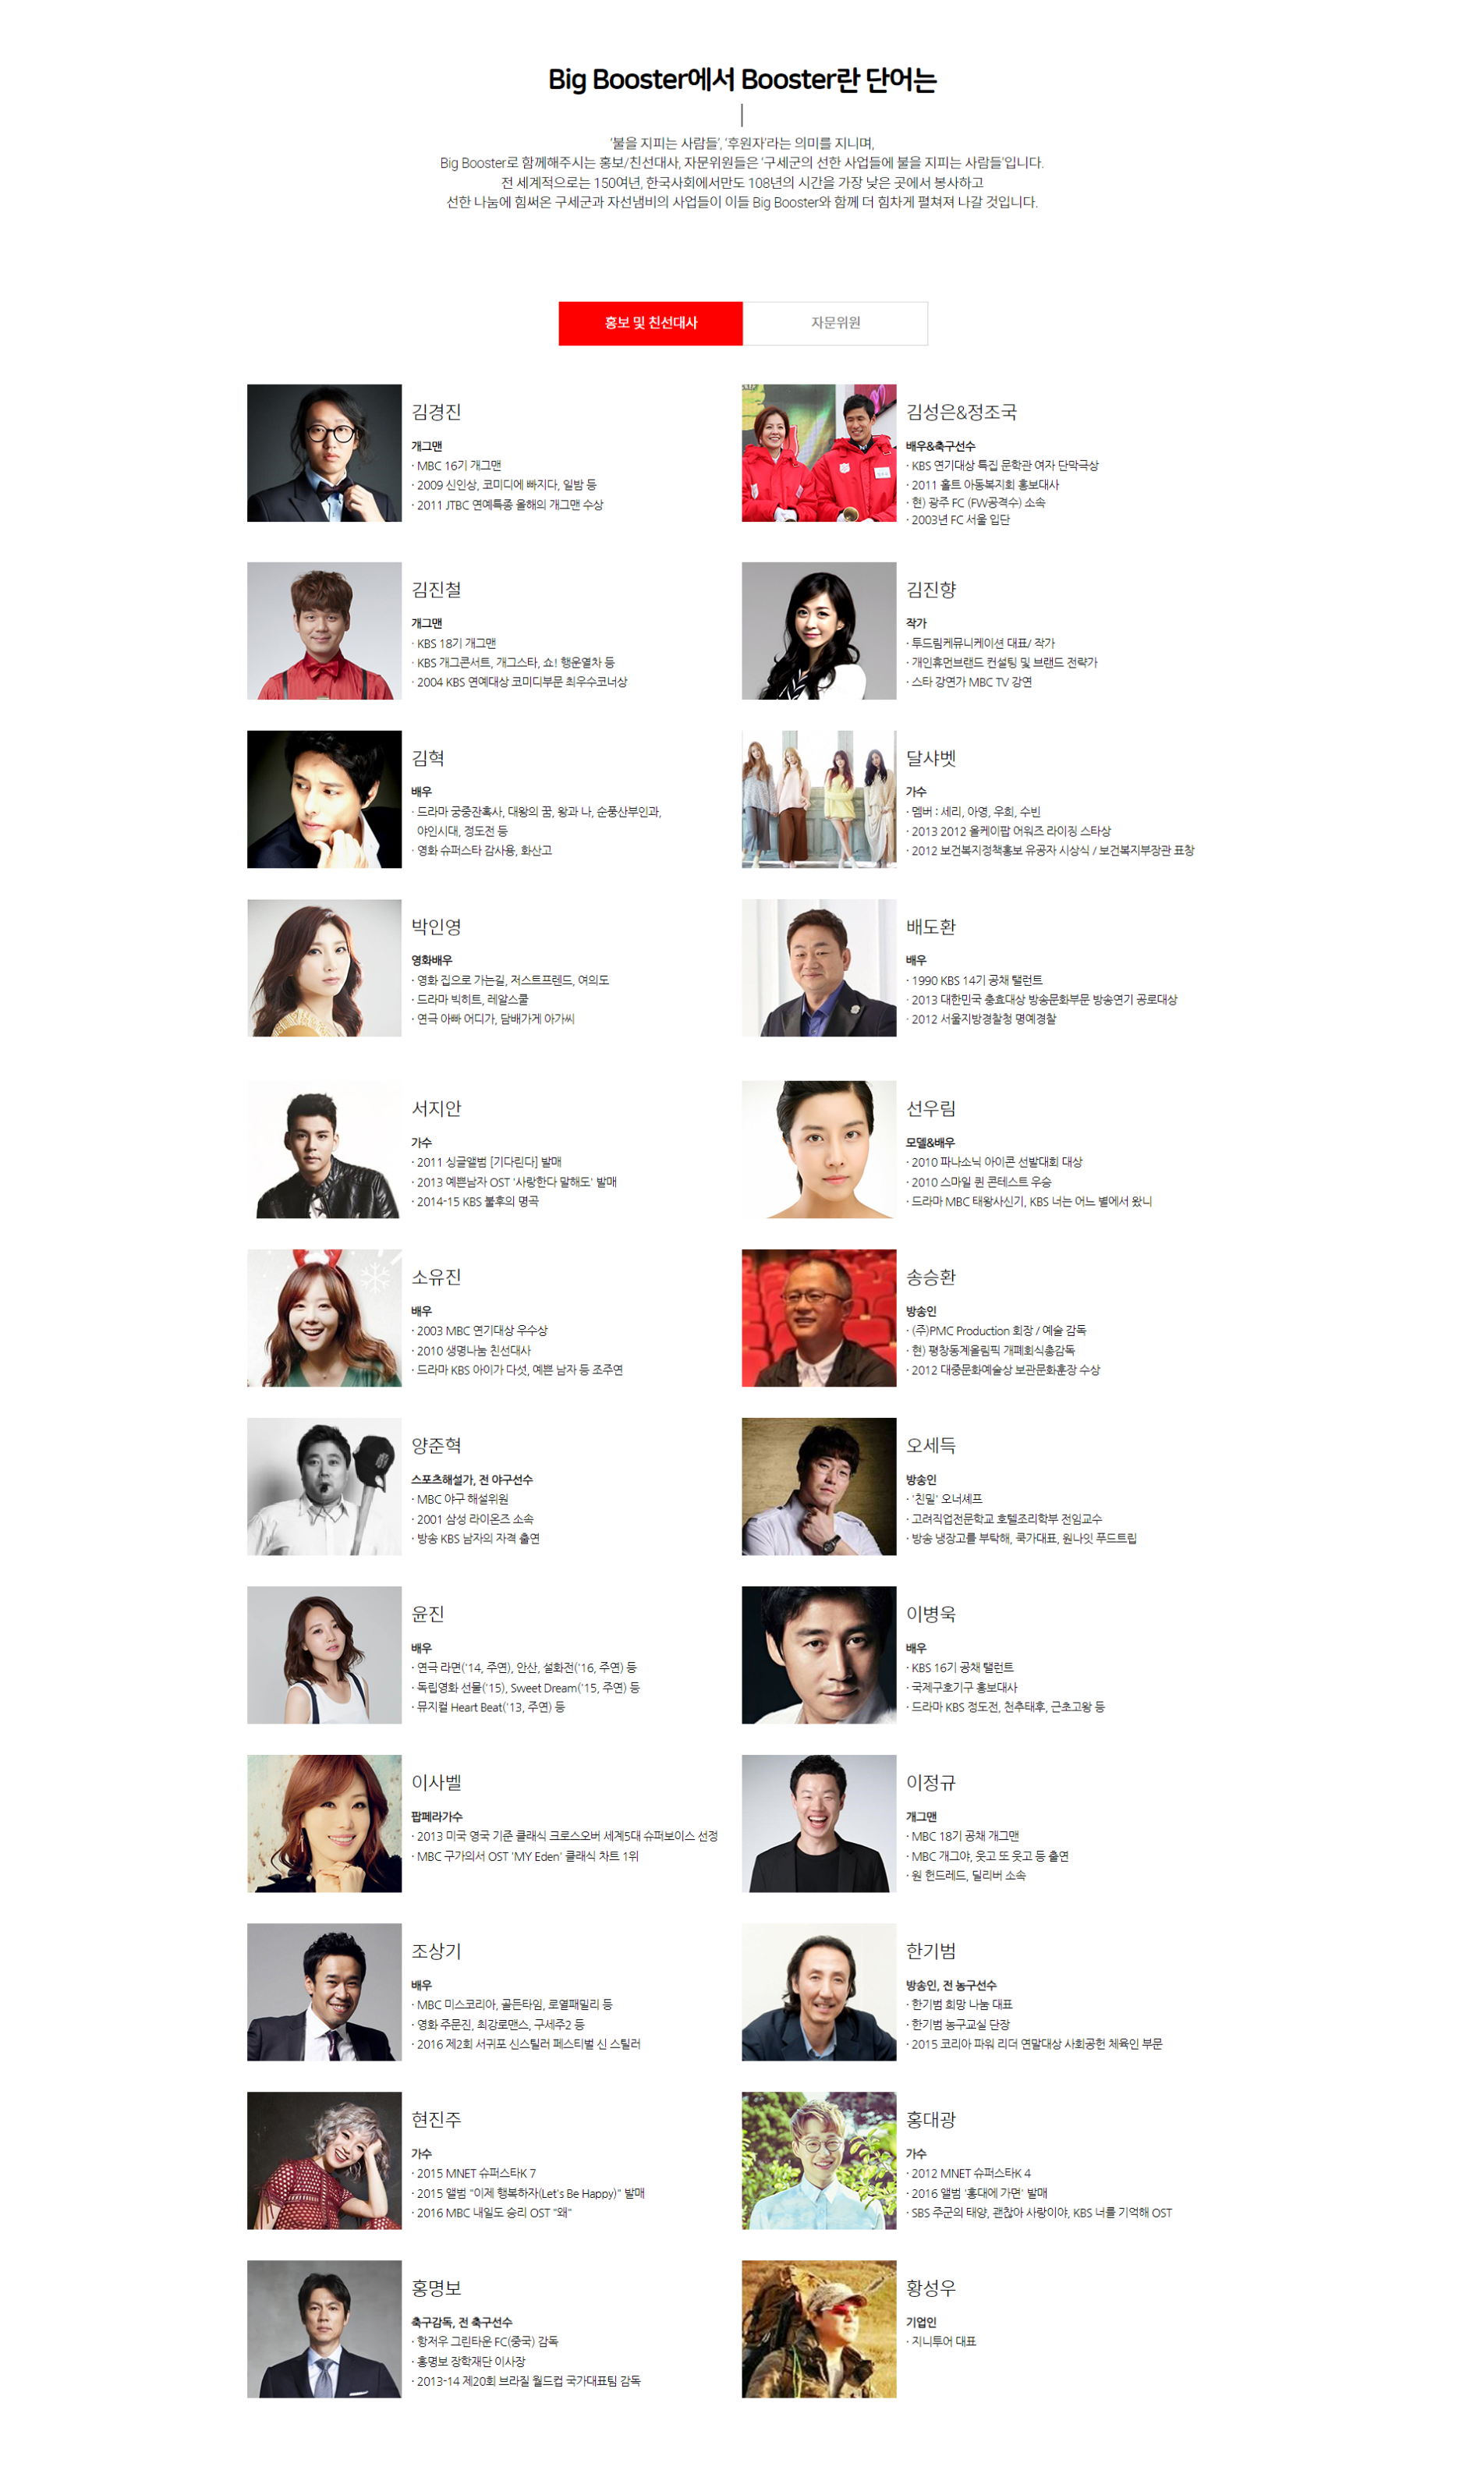 Big Booster에서 Booster란 단어는
'불을 지피는 사람들', '후원자'라는 의미를 지니며,
Big Booster로 함께해주시는 홍보/친선대사, 자문위원들은 '구세군의 선한 사업들에 불을 지피는 사람들'입니다.
전 세계적으로는 150여년, 한국사회에서만도 108년의 시간을 가장 낮은 곳에서 봉사하고
선한 나눔에 힘써온 구세군과 자선냄비의 사업들이 이들 Big Booster와 함께 더 힘차게 펼쳐져 나갈 것입니다.
홍보 및 친선대사
자문위원
김경진
개그맨
· MBC 16기 개그맨
· 2009 신인상, 코미디에 빠지다, 일밤 등
· 2011 JTBC 연예특종 올해의 개그맨 수상
김성은&정조국
배우&축구선수
· KBS 연기대상 특집 문학관 여자 단막극상
· 2011 홀트 아동복지회 홍보대사
· 현) 광주 FC (FW공격수) 소속
· 2003년 FC 서울 입단
김진철
개그맨
· KBS 18기 개그맨
· KBS 개그콘서트, 개그스타, 쇼! 행운열차 등
· 2004 KBS 연예대상 코미디부문 최우수코너상
김진향
작가
· 투드림케뮤니케이션 대표/ 작가
· 개인휴먼브랜드 컨설팅 및 브랜드 전략가
· 스타 강연가 MBC TV 강연
김혁
배우
· 드라마 궁중잔혹사, 대왕의 꿈, 왕과 나, 순풍산부인과,
야인시대, 정도전 등
· 영화 슈퍼스타 감사용, 화산고
달샤벳
가수
· 멤버 : 세리, 아영, 우희, 수빈
· 2013 2012 올케이팝 어워즈 라이징 스타상
· 2012 보건복지정책홍보 유공자 시상식 / 보건복지부장관 표창
박인영
영화배우
· 영화 집으로 가는길, 저스트프렌드, 여의도
· 드라마 빅히트, 레알스쿨
· 연극 아빠 어디가, 담배가게 아가씨
배도환
배우
· 1990 KBS 14기 공채 탤런트
· 2013 대한민국 충효대상 방송문화부문 방송연기 공로대상
· 2012 서울지방경찰청 명예경찰
서지안
가수
· 2011 싱글앨범 [기다린다] 발매
· 2013 예쁜남자 OST '사랑한다 말해도' 발매
· 2014-15 KBS 불후의 명곡
선우림
모델&배우
· 2010 파나소닉 아이콘 선발대회 대상
· 2010 스마일 퀸 콘테스트 우승
· 드라마 MBC 태왕사신기, KBS 너는 어느 별에서 왔니
소유진
배우
· 2003 MBC 연기대상 우수상
· 2010 생명나눔 친선대사
· 드라마 KBS 아이가 다섯, 예쁜 남자 등 조주연
송승환
방송인
· (주)PMC Production 회장 / 예술 감독
· 현) 평창동계올림픽 개폐회식총감독
· 2012 대중문화예술상 보관문화훈장 수상
양준혁
스포츠해설가, 전 야구선수
· MBC 야구 해설위원
· 2001 삼성 라이온즈 소속
· 방송 KBS 남자의 자격 출연
오세득
방송인
· '친밀' 오너셰프
· 고려직업전문학교 호텔조리학부 전임교수
· 방송 냉장고를 부탁해, 쿡가대표, 원나잇 푸드트립
윤진
배우
· 연극 라면('14, 주연), 안산, 설화전('16, 주연) 등
· 독립영화 선물('15), Sweet Dream('15, 주연) 등
· 뮤지컬 Heart Beat('13, 주연) 등
이병욱
배우
· KBS 16기 공채 탤런트
· 국제구호기구 홍보대사
· 드라마 KBS 정도전, 천추태후, 근초고왕 등
이사벨
팝페라가수
· 2013 미국 영국 기준 클래식 크로스오버 세계5대 슈퍼보이스 선정
· MBC 구가의서 OST 'MY Eden' 클래식 차트 1위
이정규
개그맨
· MBC 18기 공채 개그맨
· MBC 개그야, 웃고 또 웃고 등 출연
· 원 헌드레드, 딜리버 소속
조상기
배우
· MBC 미스코리아, 골든타임, 로열패밀리 등
· 영화 주문진, 최강로맨스, 구세주2 등
· 2016 제2회 서귀포 신스틸러 페스티벌 신 스틸러
한기범
방송인, 전 농구선수
· 한기범 희망 나눔 대표
· 한기범 농구교실 단장
· 2015 코리아 파워 리더 연말대상 사회공헌 체육인 부문
현진주
가수
· 2015 MNET 슈퍼스타K 7
· 2015 앨범 "이제 행복하자(Let's Be Happy)" 발매
· 2016 MBC 내일도 승리 OST "왜"
홍대광
가수
· 2012 MNET 슈퍼스타K 4
· 2016 앨범 '홍대에 가면' 발매
· SBS 주군의 태양, 괜찮아 사랑이야, KBS 너를 기억해 OST
홍명보
축구감독, 전 축구선수
· 항저우 그린타운 FC(중국) 감독
· 홍명보 장학재단 이사장
· 2013-14 제20회 브라질 월드컵 국가대표팀 감독
황성우
기업인
· 지니투어 대표